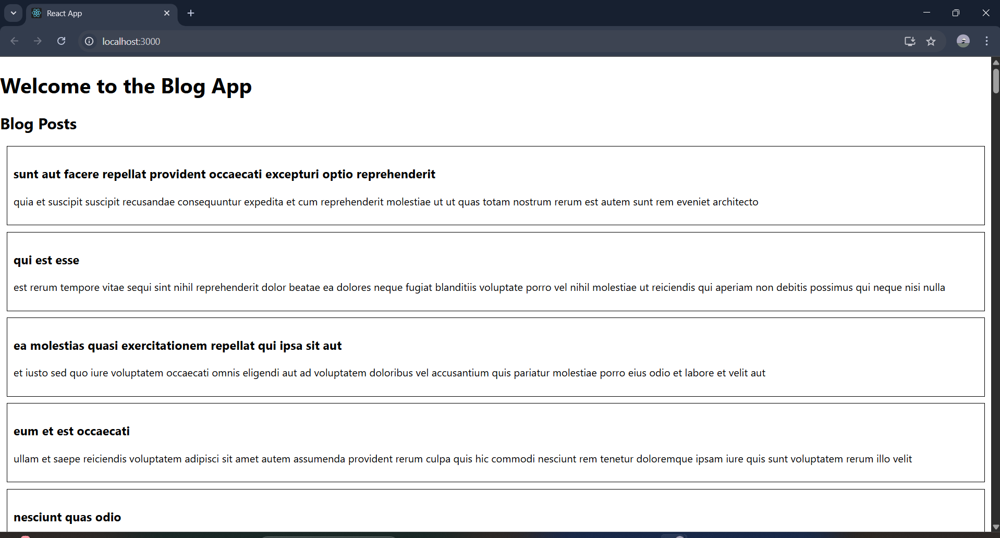 React App
localhost:3000
Welcome to the Blog App
Blog Posts
sunt aut facere repellat provident occaecati excepturi optio reprehenderit
quia et suscipit suscipit recusandae consequuntur expedita et cum reprehenderit molestiae ut ut quas totam nostrum rerum est autem sunt rem eveniet architecto
qui est esse
est rerum tempore vitae sequi sint nihil reprehenderit dolor beatae ea dolores neque fugiat blanditiis voluptate porro vel nihil molestiae ut reiciendis qui aperiam non debitis possimus qui neque nisi nulla
ea molestias quasi exercitationem repellat qui ipsa sit aut
et iusto sed quo iure voluptatem occaecati omnis eligendi aut ad voluptatem doloribus vel accusantium quis pariatur molestiae porro eius odio et labore et velit aut
eum et est occaecati
ullam et saepe reiciendis voluptatem adipisci sit amet autem assumenda provident rerum culpa quis hic commodi nesciunt rem tenetur doloremque ipsam iure quis sunt voluptatem rerum illo velit
nesciunt quas odio